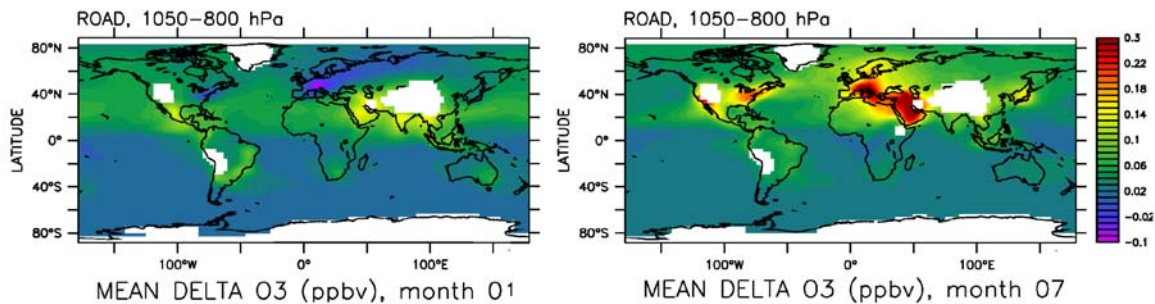 ROAD, 1050–800 hPa
80°N
40°N
0°
40°S
80°S
LATITUDE
100°W
0°
100°E
MEAN DELTA O3 (ppbv), month 01
ROAD, 1050–800 hPa
80°N
40°N
0°
40°S
80°S
LATITUDE
100°W
0°
100°E
MEAN DELTA O3 (ppbv), month 07
0.3
0.22
0.18
0.14
0.1
0.06
0.02
-0.02
-0.1